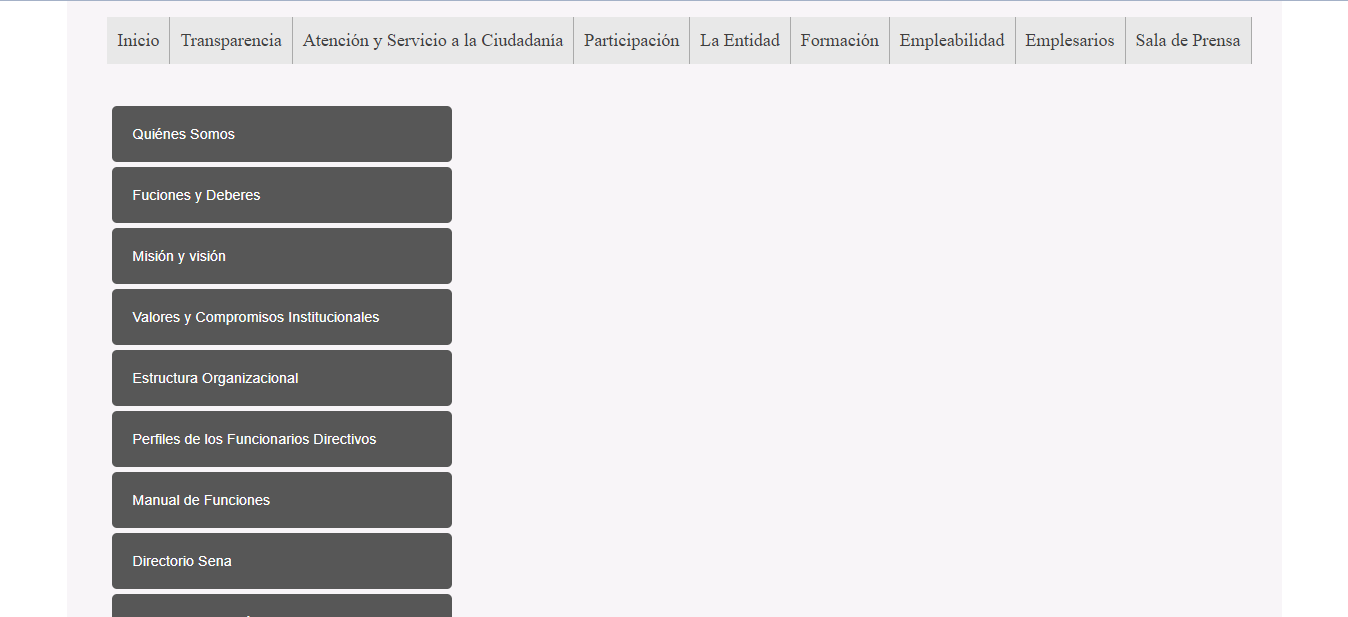 Inicio Transparencia Atención y Servicio a la Ciudadanía Participación La Entidad Formación Empleabilidad Emplesarios Sala de Prensa
Quiénes Somos
Fuciones y Deberes
Misión y visión
Valores y Compromisos Institucionales
Estructura Organizacional
Perfiles de los Funcionarios Directivos
Manual de Funciones
Directorio Sena